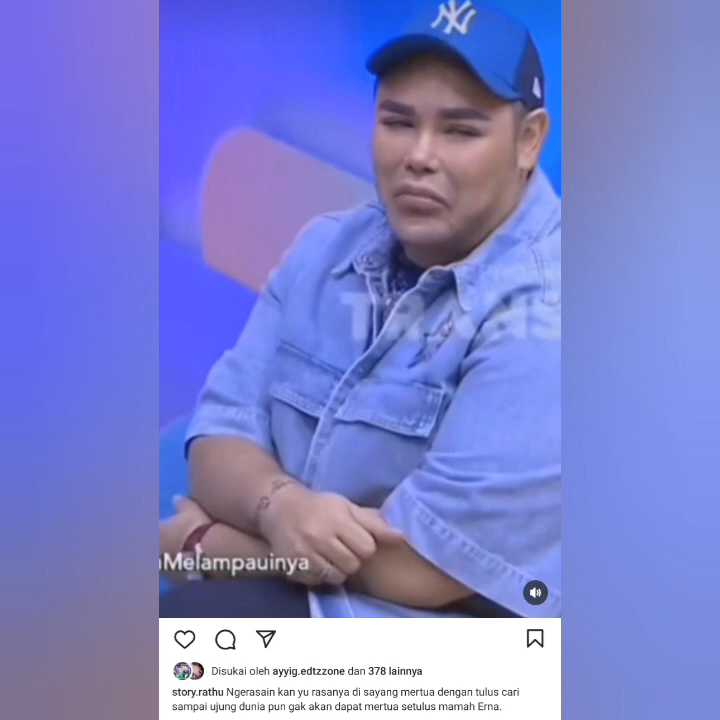 NY
TRANS
Melampauinya
Disukai oleh ayyig.edtzzone dan 378 lainnya
story.rathu Ngerasain kan yu rasanya di sayang mertua dengan tulus cari
sampai ujung dunia pun gak akan dapat mertua setulus mamah Erna.